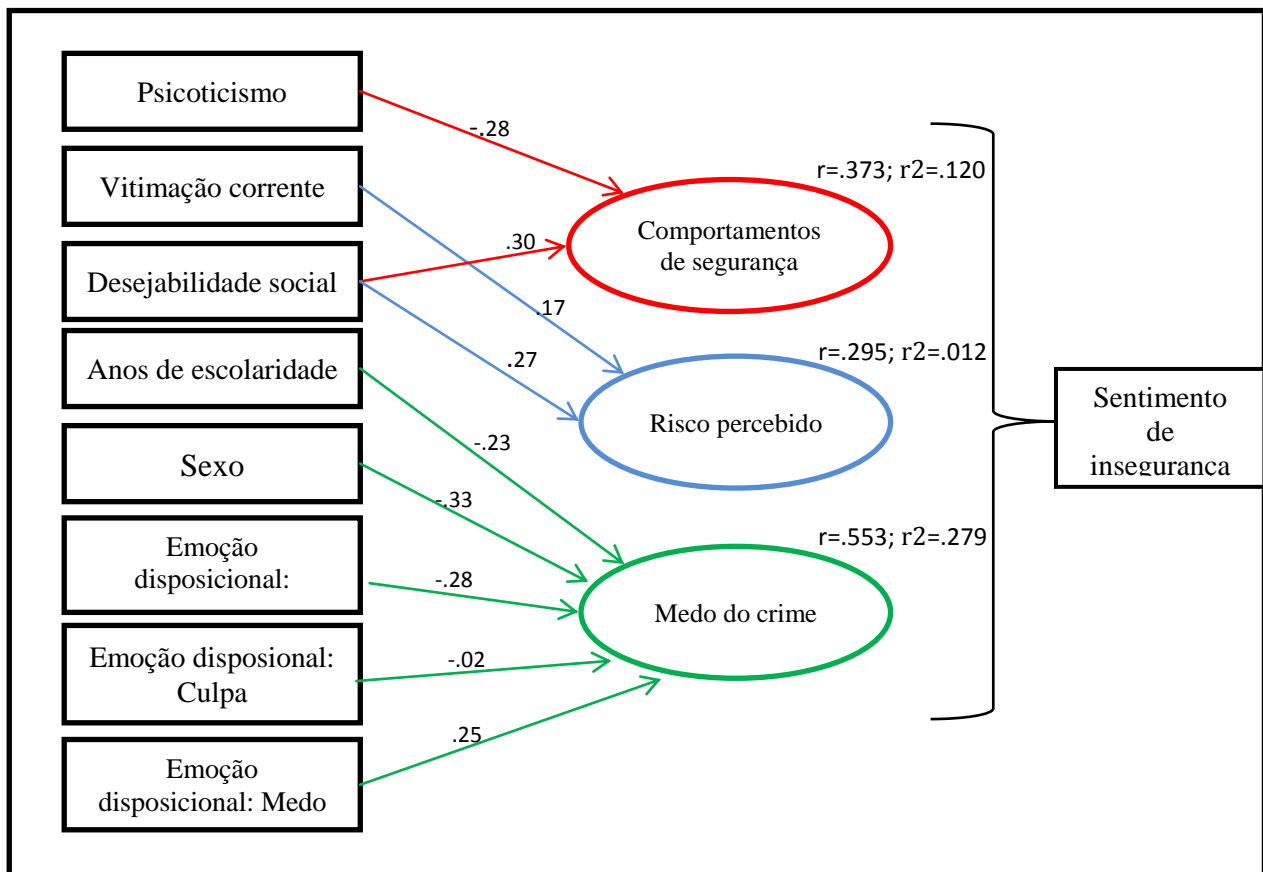 Psicoticismo
Vitimação corrente
Desejabilidade social
Anos de escolaridade
Sexo
Emoção
disposicional:
Emoção disposional:
Culpa
Emoção
disposicional: Medo
-.28
.30
.17
.27
-.23
-.33
-.28
-.02
.25
r=.373; r2=.120
Comportamentos
de segurança
r=.295; r2=.012
Risco percebido
r=.553; r2=.279
Medo do crime
Sentimento
de
inseguranca